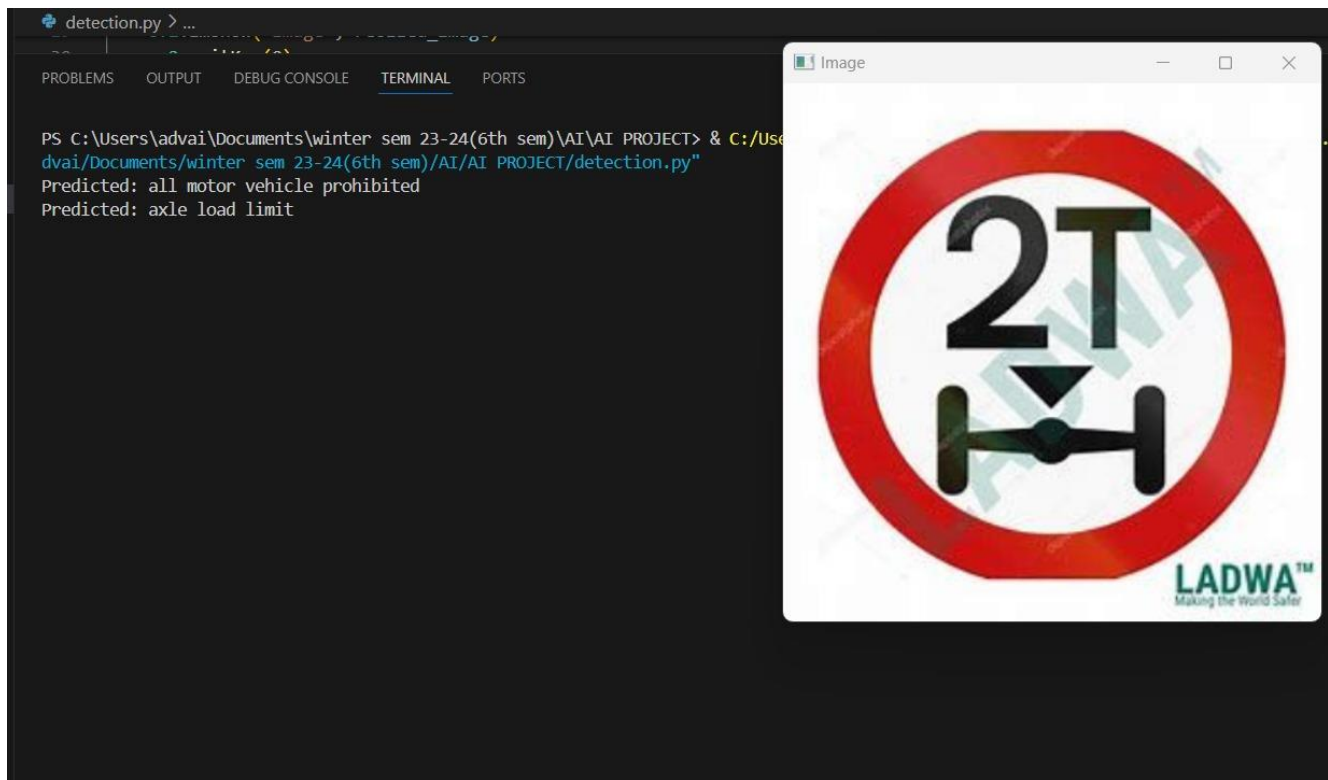 detection.py > ...
PROBLEMS OUTPUT DEBUG CONSOLE TERMINAL PORTS
PS C:\Users\advai\Documents\winter sem 23-24(6th sem)\AI\AI PROJECT> & C:/Use
dvai/Documents/winter sem 23-24(6th sem)/AI/AI PROJECT/detection.py"
Predicted: all motor vehicle prohibited
Predicted: axle load limit
Image
2T
LADWA™
LADWA™
Making the World Safer